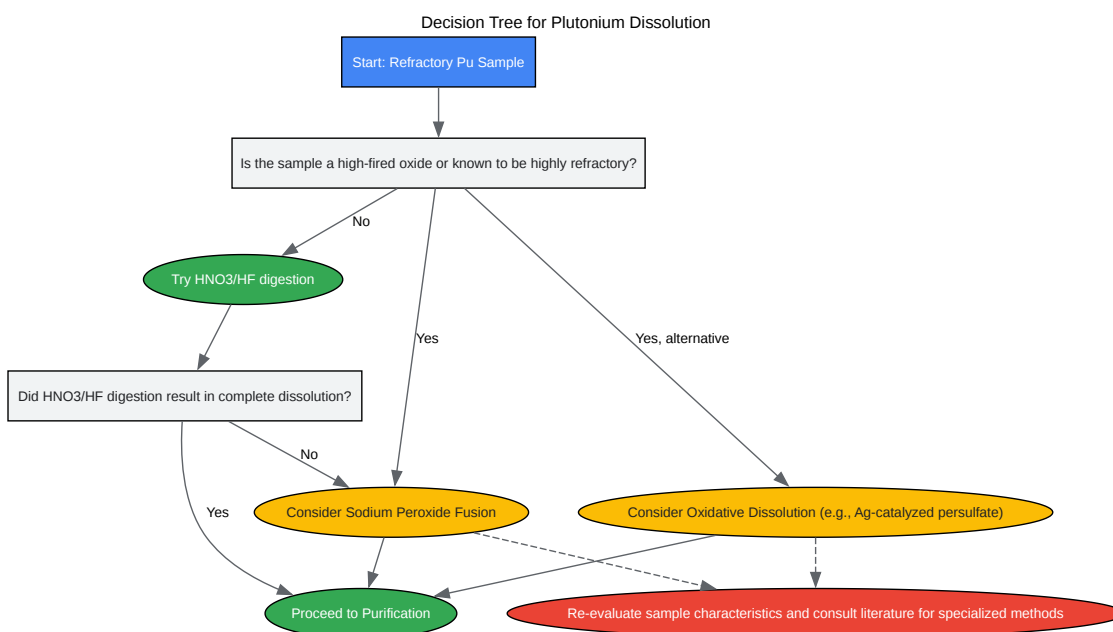 Decision Tree for Plutonium Dissolution
Start: Refractory Pu Sample
Is the sample a high-fired oxide or known to be highly refractory?
No
Try HNO3/HF digestion
Yes
Yes, alternative
Did HNO3/HF digestion result in complete dissolution?
No
Yes
Consider Sodium Peroxide Fusion
Consider Oxidative Dissolution (e.g., Ag-catalyzed persulfate)
Proceed to Purification
Re-evaluate sample characteristics and consult literature for specialized methods